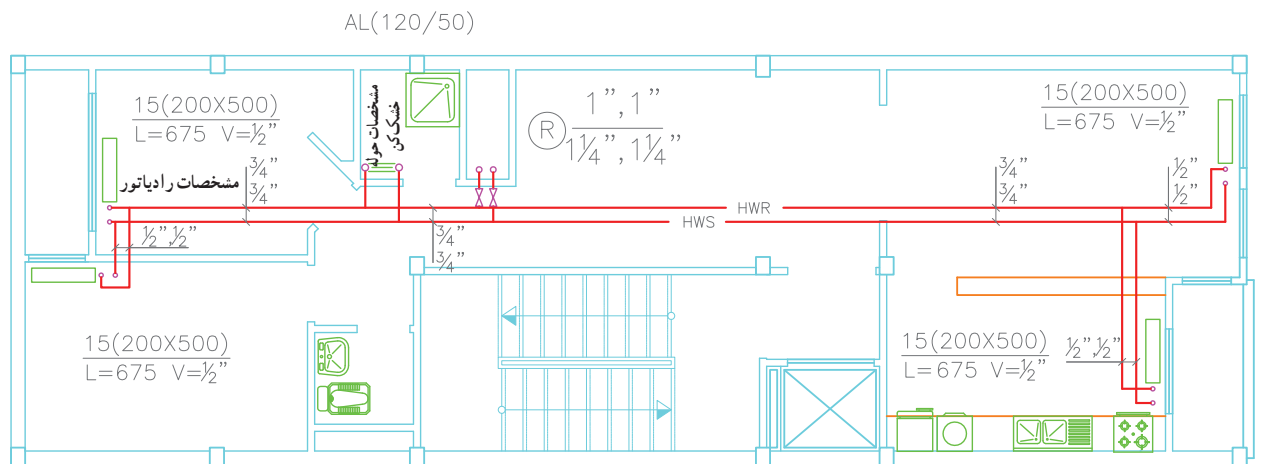 AL(120/50)
15(200X500)
L=675 V=½"
مشخصات حوله
خشک کن
R
1",1"
1¼",1¼"
15(200X500)
L=675 V=½"
¾"
¾"
مشخصات رادیاتور
¾"
¾"
½"
½"
HWR
HWS
½",½"
¾"
¾"
15(200X500)
L=675 V=½"
15(200X500)
L=675 V=½"
½",½"